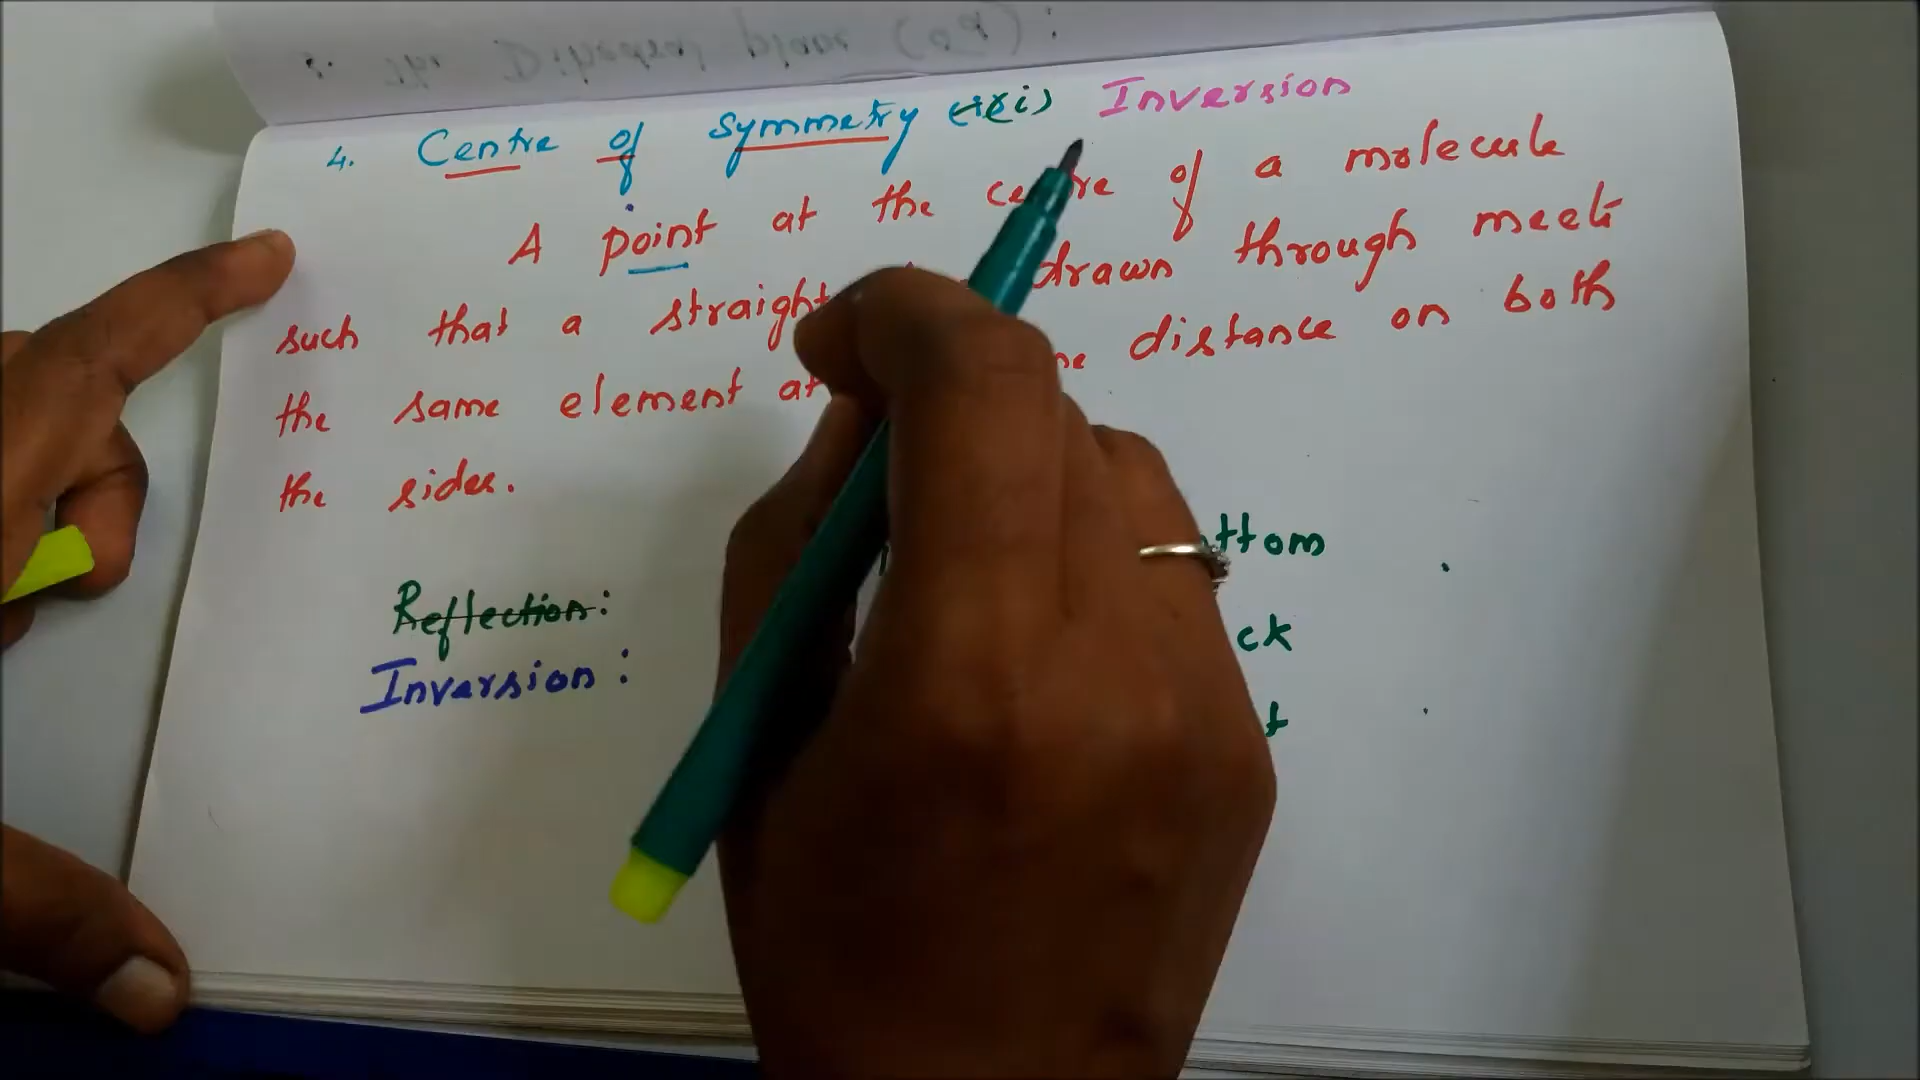 4. Centre of Symmetry (i) Inversion
A point at the centre of a molecule
such that a straight drawn through meets
the same element at distance on both
the sides.
ttom
Reflection:
ck
Inversion:
t